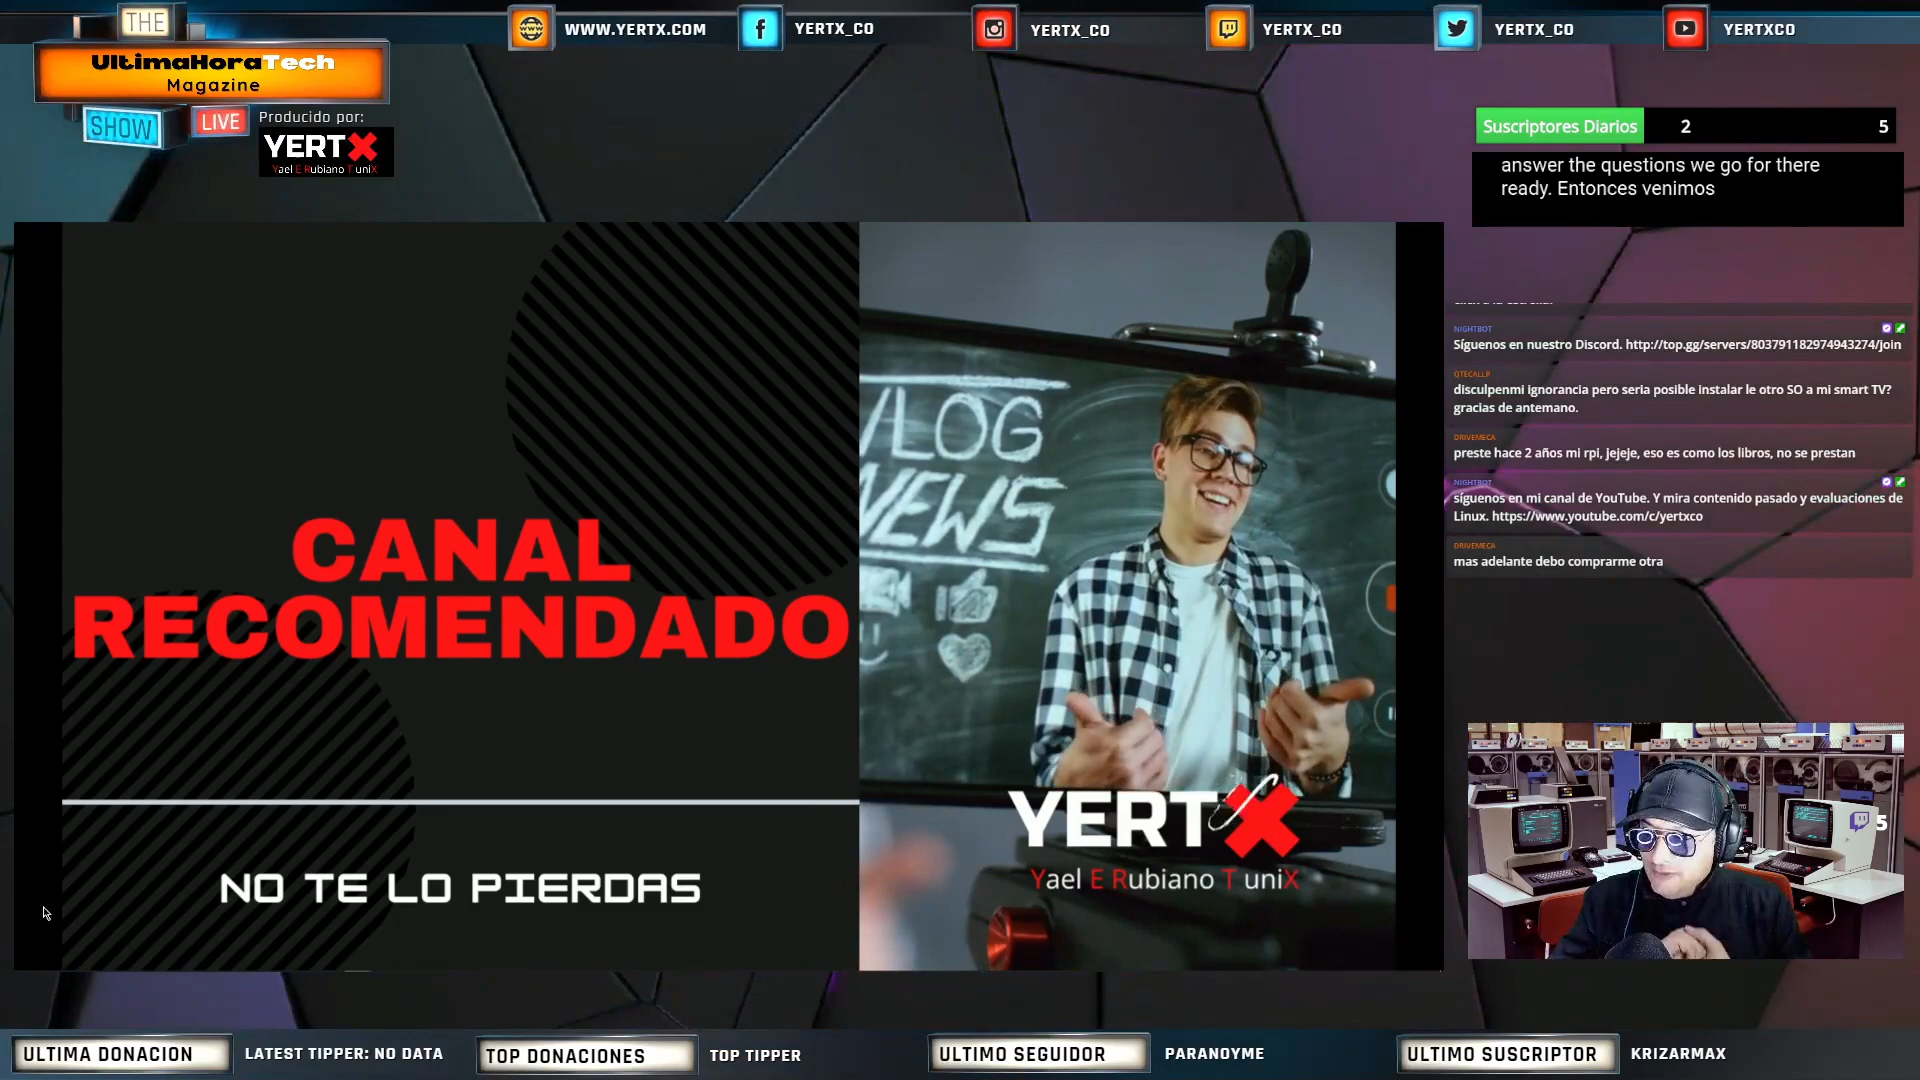 THE
UltimaHoraTech
Magazine
SHOW
LIVE
Producido por:
YERTX
Yael E Rubiano T uniX
WWW.YERTX.COM
YERTX_CO
YERTX_CO
YERTX_CO
YERTX_CO
YERTXCO
Suscriptores Diarios 2 5
answer the questions we go for there
ready. Entonces venimos
NIGHTBOT
Síguenos en nuestro Discord. http://top.gg/servers/803791182974943274/join
QTECALLP
disculpenmi ignorancia pero seria posible instalar le otro SO a mi smart TV?
gracias de antemano.
DRIVEMECA
preste hace 2 años mi rpi, jejeje, eso es como los libros, no se prestan
NIGHTBOT
síguenos en mi canal de YouTube. Y mira contenido pasado y evaluaciones de
Linux. https://www.youtube.com/c/yertxco
DRIVEMECA
mas adelante debo comprarme otra
CANAL
RECOMENDADO
NO TE LO PIERDAS
VLOG
NEWS
YERTX
Yael E Rubiano T uniX
5
ULTIMA DONACION
LATEST TIPPER: NO DATA
TOP DONACIONES
TOP TIPPER
ULTIMO SEGUIDOR
PARANOYME
ULTIMO SUSCRIPTOR
KRIZARMAX